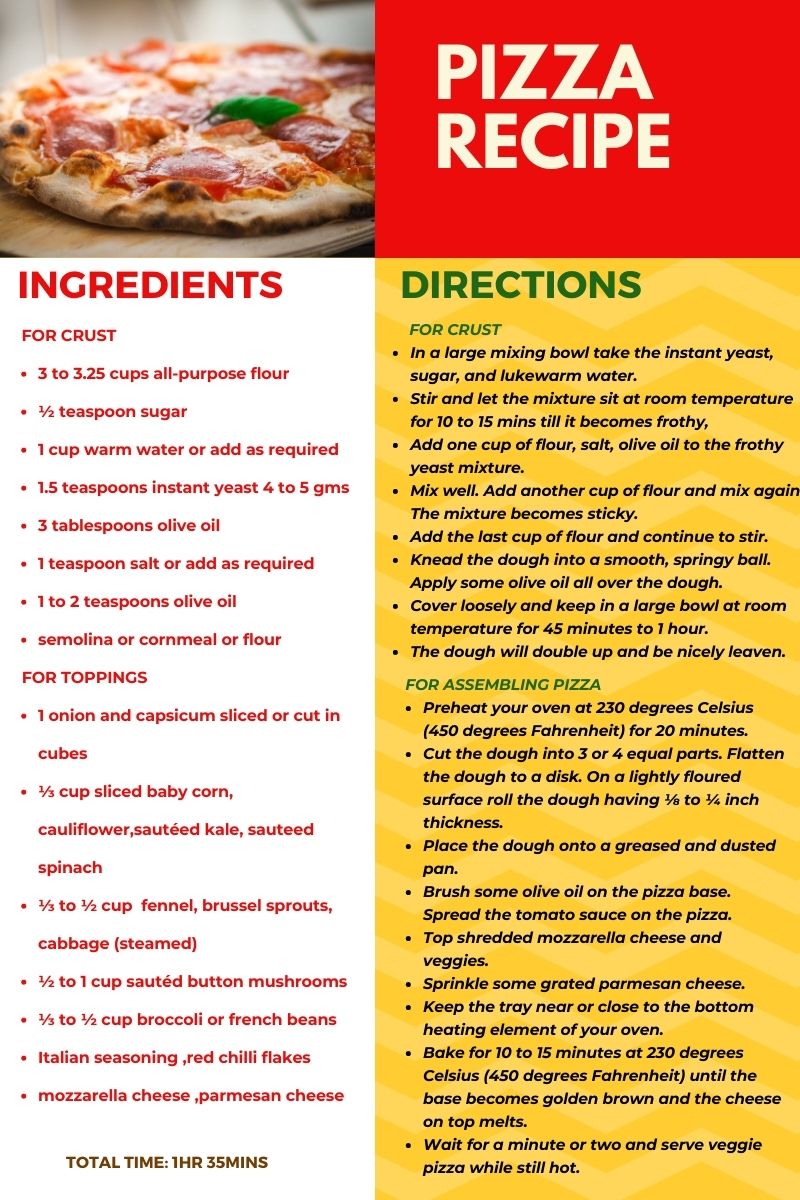 PIZZA
RECIPE
INGREDIENTS
FOR CRUST
• 3 to 3.25 cups all-purpose flour
• ½ teaspoon sugar
• 1 cup warm water or add as required
• 1.5 teaspoons instant yeast 4 to 5 gms
• 3 tablespoons olive oil
• 1 teaspoon salt or add as required
• 1 to 2 teaspoons olive oil
• semolina or cornmeal or flour
FOR TOPPINGS
• 1 onion and capsicum sliced or cut in
cubes
• ⅓ cup sliced baby corn,
cauliflower,sautéed kale, sauteed
spinach
• ⅓ to ½ cup fennel, brussel sprouts,
cabbage (steamed)
• ½ to 1 cup sautéd button mushrooms
• ⅓ to ½ cup broccoli or french beans
• Italian seasoning ,red chilli flakes
• mozzarella cheese ,parmesan cheese
TOTAL TIME: 1HR 35MINS
DIRECTIONS
FOR CRUST
• In a large mixing bowl take the instant yeast,
sugar, and lukewarm water.
• Stir and let the mixture sit at room temperature
for 10 to 15 mins till it becomes frothy,
• Add one cup of flour, salt, olive oil to the frothy
yeast mixture.
• Mix well. Add another cup of flour and mix again
The mixture becomes sticky.
• Add the last cup of flour and continue to stir.
• Knead the dough into a smooth, springy ball.
Apply some olive oil all over the dough.
• Cover loosely and keep in a large bowl at room
temperature for 45 minutes to 1 hour.
• The dough will double up and be nicely leaven.
FOR ASSEMBLING PIZZA
• Preheat your oven at 230 degrees Celsius
(450 degrees Fahrenheit) for 20 minutes.
• Cut the dough into 3 or 4 equal parts. Flatten
the dough to a disk. On a lightly floured
surface roll the dough having ⅛ to ¼ inch
thickness.
• Place the dough onto a greased and dusted
pan.
• Brush some olive oil on the pizza base.
Spread the tomato sauce on the pizza.
• Top shredded mozzarella cheese and
veggies.
• Sprinkle some grated parmesan cheese.
• Keep the tray near or close to the bottom
heating element of your oven.
• Bake for 10 to 15 minutes at 230 degrees
Celsius (450 degrees Fahrenheit) until the
base becomes golden brown and the cheese
on top melts.
• Wait for a minute or two and serve veggie
pizza while still hot.